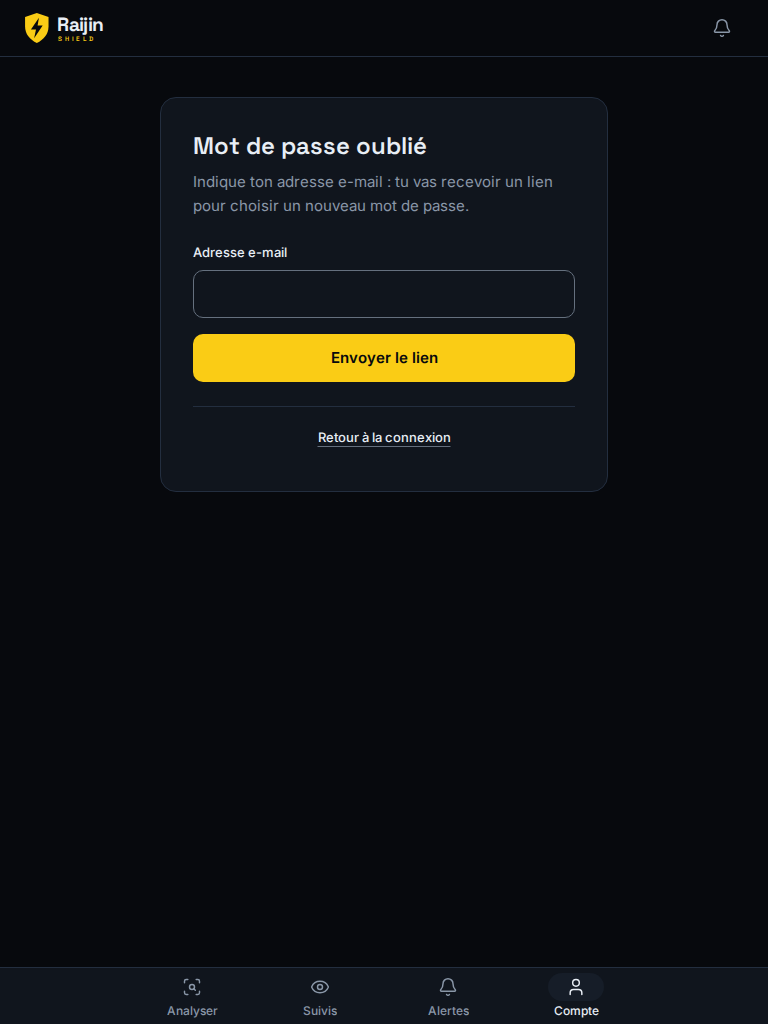 Raijin
SHIELD
Mot de passe oublié
Indique ton adresse e-mail : tu vas recevoir un lien
pour choisir un nouveau mot de passe.
Adresse e-mail
Envoyer le lien
Retour à la connexion
Analyser
Suivis
Alertes
Compte